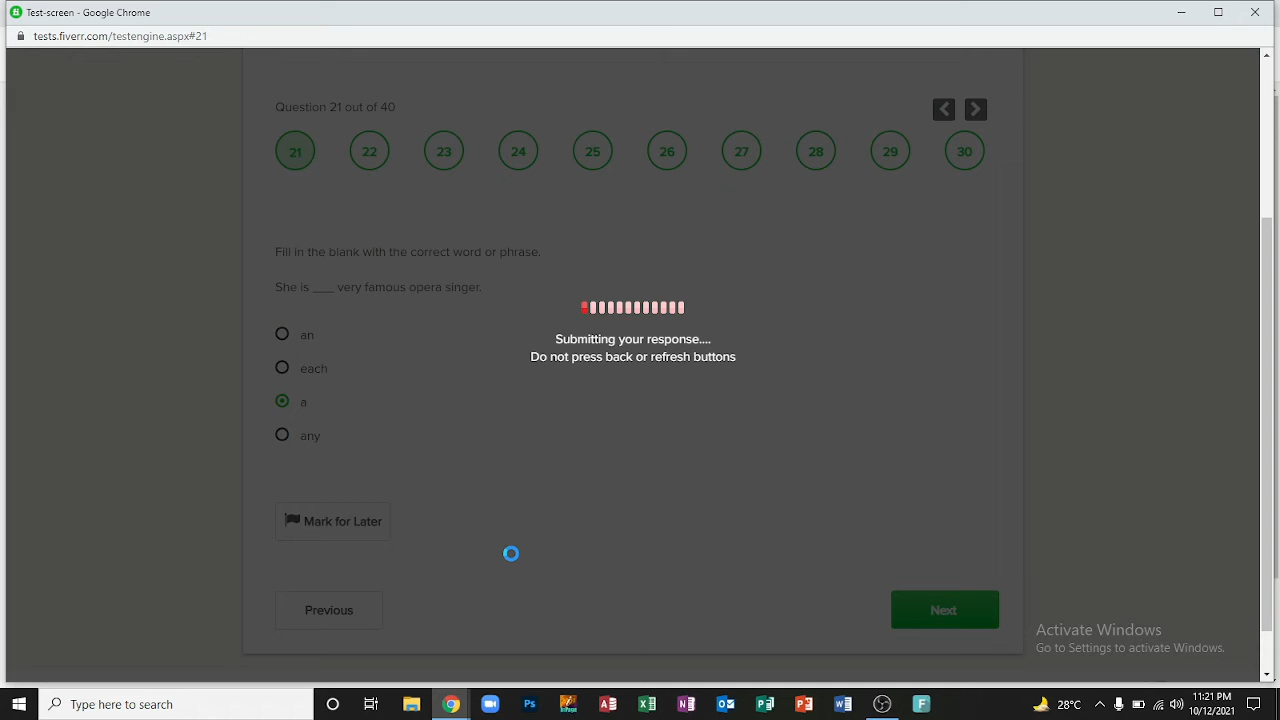 Test-screen - Google Chrome
tests.fiverr.com/testengine.aspx#21
Question 21 out of 40
21 22 23 24 25 26 27 28 29 30
Fill in the blank with the correct word or phrase.
She is ___ very famous opera singer.
an
each
a
any
Submitting your response....
Do not press back or refresh buttons
Mark for Later
Previous
Next
Activate Windows
Go to Settings to activate Windows.
Type here to search
Ps
28°C
11:21 PM
10/12/2021